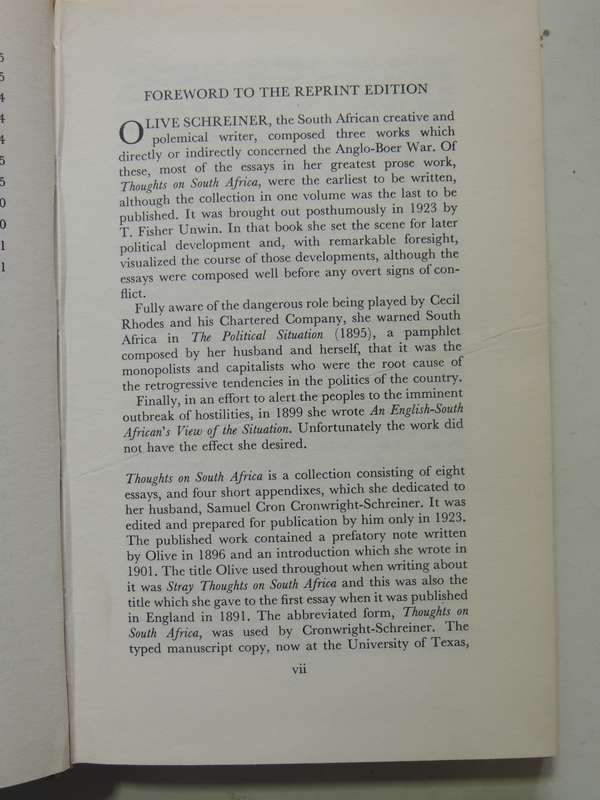 5
5
4
4
4
5
5
0
0
1
1
FOREWORD TO THE REPRINT EDITION
OLIVE SCHREINER, the South African creative and
polemical writer, composed three works which
directly or indirectly concerned the Anglo-Boer War. Of
these, most of the essays in her greatest prose work,
Thoughts on South Africa, were the earliest to be written,
although the collection in one volume was the last to be
published. It was brought out posthumously in 1923 by
T. Fisher Unwin. In that book she set the scene for later
political development and, with remarkable foresight,
visualized the course of those developments, although the
essays were composed well before any overt signs of con-
flict.
Fully aware of the dangerous role being played by Cecil
Rhodes and his Chartered Company, she warned South
Africa in The Political Situation (1895), a pamphlet
composed by her husband and herself, that it was the
monopolists and capitalists who were the root cause of
the retrogressive tendencies in the politics of the country.
Finally, in an effort to alert the peoples to the imminent
outbreak of hostilities, in 1899 she wrote An English-South
African's View of the Situation. Unfortunately the work did
not have the effect she desired.
Thoughts on South Africa is a collection consisting of eight
essays, and four short appendixes, which she dedicated to
her husband, Samuel Cron Cronwright-Schreiner. It was
edited and prepared for publication by him only in 1923.
The published work contained a prefatory note written
by Olive in 1896 and an introduction which she wrote in
1901. The title Olive used throughout when writing about
it was Stray Thoughts on South Africa and this was also the
title which she gave to the first essay when it was published
in England in 1891. The abbreviated form, Thoughts on
South Africa, was used by Cronwright-Schreiner. The
typed manuscript copy, now at the University of Texas,
vii